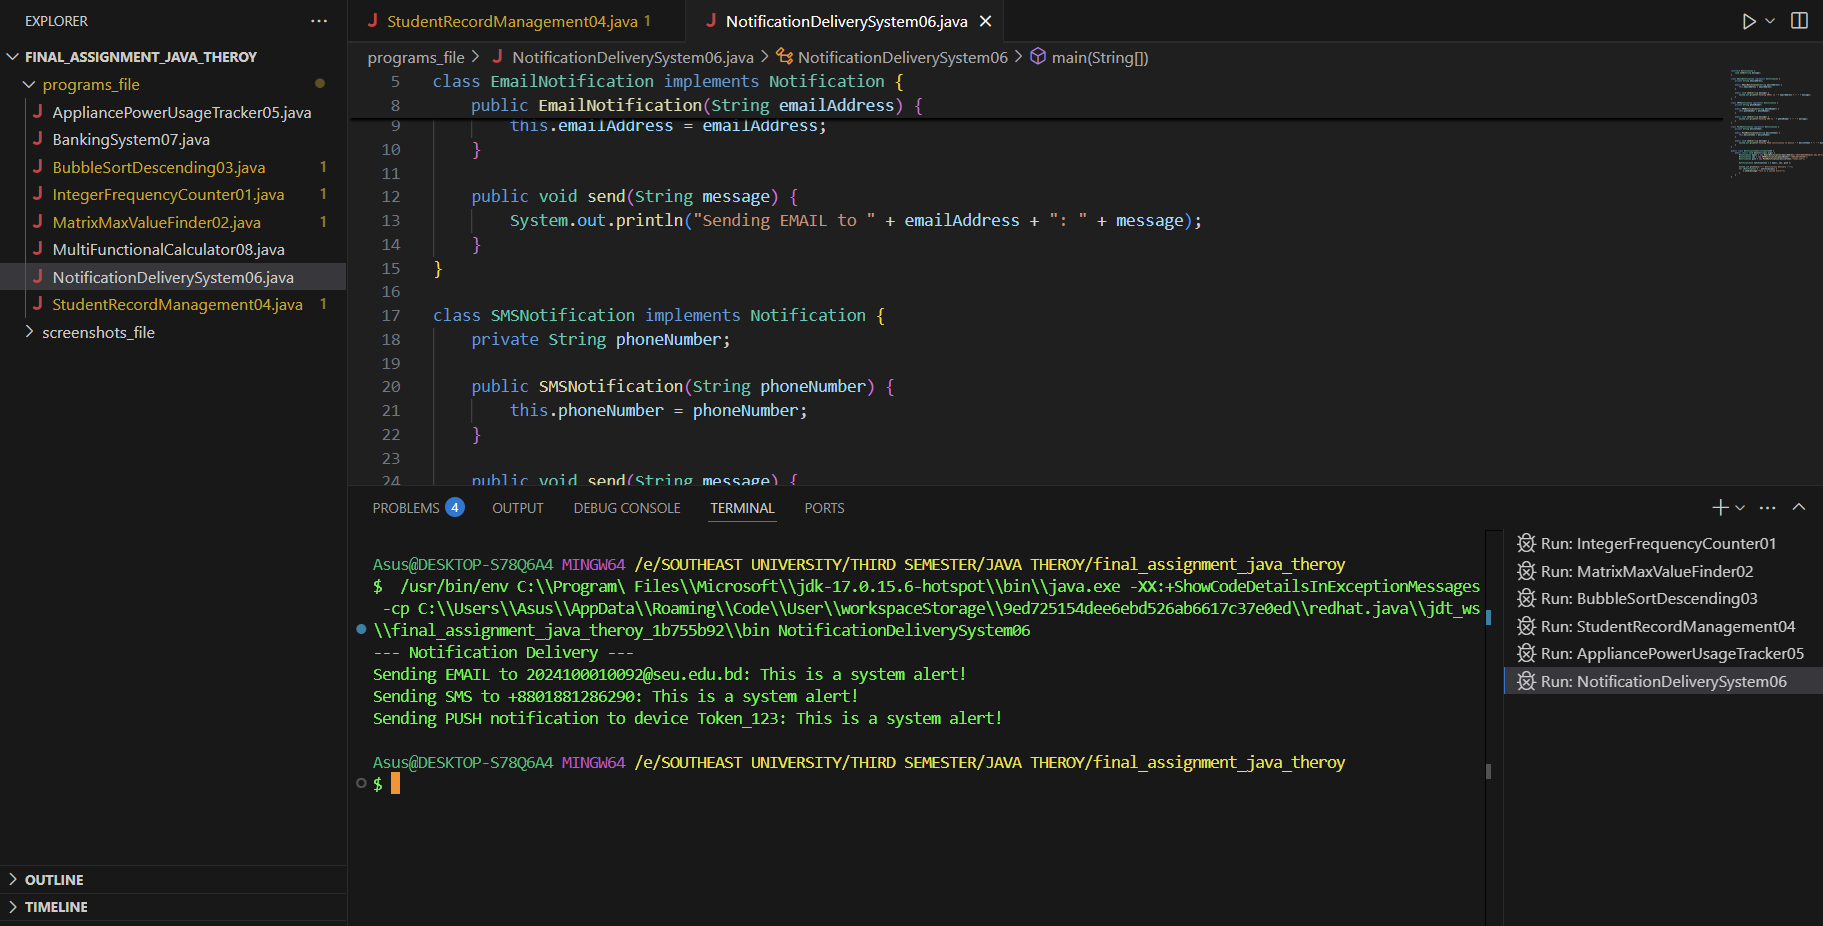 EXPLORER
FINAL_ASSIGNMENT_JAVA_THEROY
programs_file
AppliancePowerUsageTracker05.java
BankingSystem07.java
BubbleSortDescending03.java 1
IntegerFrequencyCounter01.java 1
MatrixMaxValueFinder02.java 1
MultiFunctionalCalculator08.java
NotificationDeliverySystem06.java
StudentRecordManagement04.java 1
screenshots_file
OUTLINE
TIMELINE
StudentRecordManagement04.java 1
NotificationDeliverySystem06.java
programs_file > NotificationDeliverySystem06.java > NotificationDeliverySystem06 > main(String[])
5 class EmailNotification implements Notification {
8 public EmailNotification(String emailAddress) {
9 this.emailAddress = emailAddress;
10 }
11
12 public void send(String message) {
13 System.out.println("Sending EMAIL to " + emailAddress + ": " + message);
14 }
15 }
16
17 class SMSNotification implements Notification {
18 private String phoneNumber;
19
20 public SMSNotification(String phoneNumber) {
21 this.phoneNumber = phoneNumber;
22 }
23
24 public void send(String message) {
PROBLEMS 4 OUTPUT DEBUG CONSOLE TERMINAL PORTS
Asus@DESKTOP-S78Q6A4 MINGW64 /e/SOUTHEAST UNIVERSITY/THIRD SEMESTER/JAVA THEROY/final_assignment_java_theroy
$ /usr/bin/env C:\\Program\ Files\\Microsoft\\jdk-17.0.15.6-hotspot\\bin\\java.exe -XX:+ShowCodeDetailsInExceptionMessages
-cp C:\\Users\\Asus\\AppData\\Roaming\\Code\\User\\workspaceStorage\\9ed725154dee6ebd526ab6617c37e0ed\\redhat.java\\jdt_ws
\\final_assignment_java_theroy_1b755b92\\bin NotificationDeliverySystem06
--- Notification Delivery ---
Sending EMAIL to 2024100010092@seu.edu.bd: This is a system alert!
Sending SMS to +8801881286290: This is a system alert!
Sending PUSH notification to device Token_123: This is a system alert!
Asus@DESKTOP-S78Q6A4 MINGW64 /e/SOUTHEAST UNIVERSITY/THIRD SEMESTER/JAVA THEROY/final_assignment_java_theroy
$
Run: IntegerFrequencyCounter01
Run: MatrixMaxValueFinder02
Run: BubbleSortDescending03
Run: StudentRecordManagement04
Run: AppliancePowerUsageTracker05
Run: NotificationDeliverySystem06